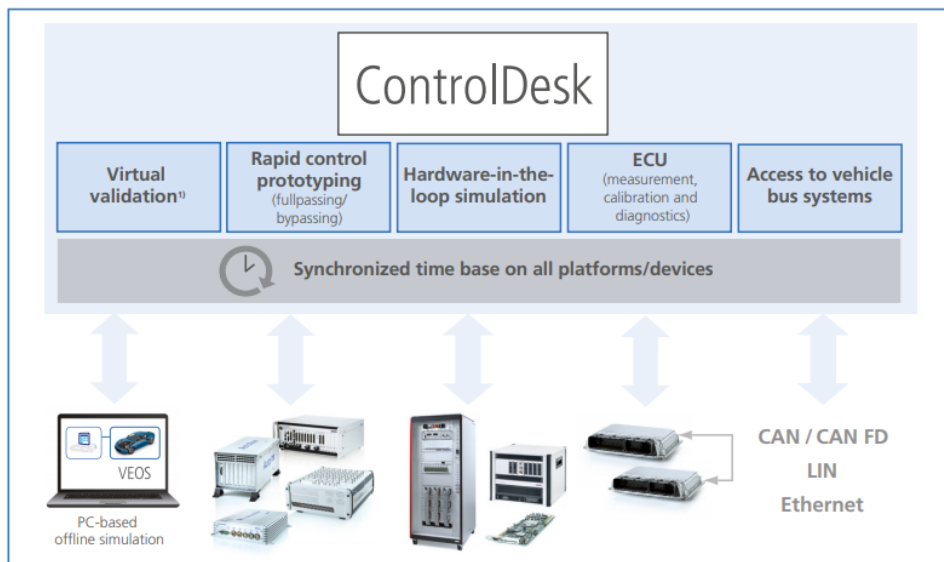 ControlDesk
Virtual
validation¹⁾
Rapid control
prototyping
(fullpassing/
bypassing)
Hardware-in-the-
loop simulation
ECU
(measurement,
calibration and
diagnostics)
Access to vehicle
bus systems
Synchronized time base on all platforms/devices
VEOS
PC-based
offline simulation
CAN / CAN FD
LIN
Ethernet